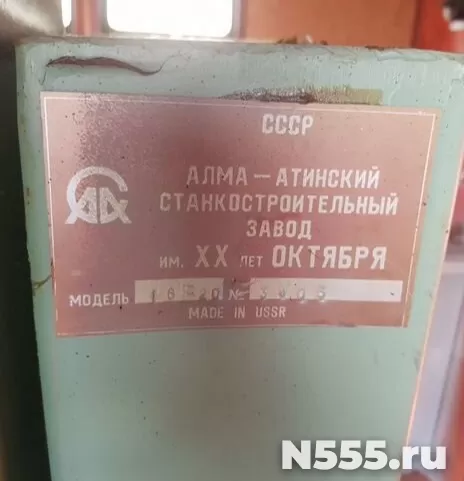 СССР
АЛМА-АТИНСКИЙ
СТАНКОСТРОИТЕЛЬНЫЙ
ЗАВОД
ИМ. XX ЛЕТ ОКТЯБРЯ
МОДЕЛЬ №
MADE IN USSR
N555.ru